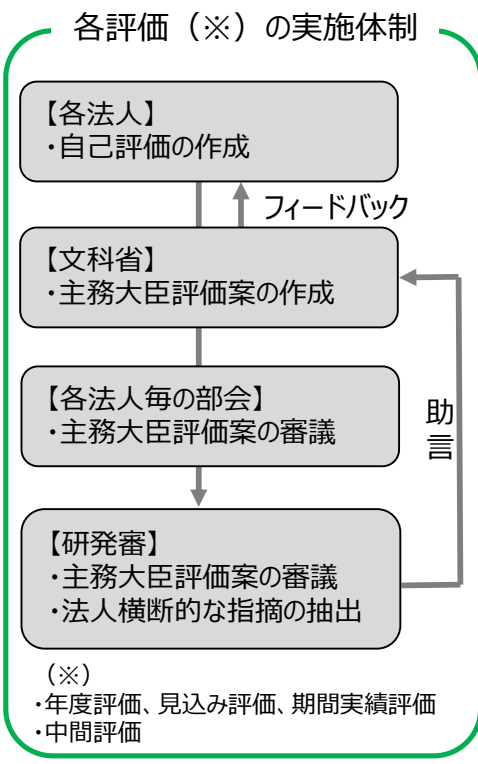 各評価（※）の実施体制
【各法人】
・自己評価の作成
フィードバック
【文科省】
・主務大臣評価案の作成
【各法人毎の部会】
・主務大臣評価案の審議
助言
【研発審】
・主務大臣評価案の審議
・法人横断的な指摘の抽出
（※）
・年度評価、見込み評価、期間実績評価
・中間評価